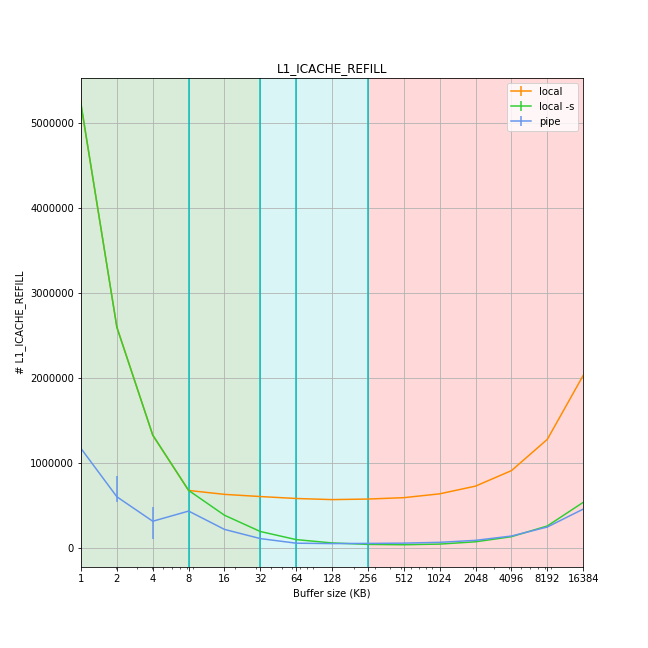 L1_ICACHE_REFILL
local
local -s
pipe
5000000
4000000
3000000
2000000
1000000
0
# L1_ICACHE_REFILL
1 2 4 8 16 32 64 128 256 512 1024 2048 4096 8192 16384
Buffer size (KB)